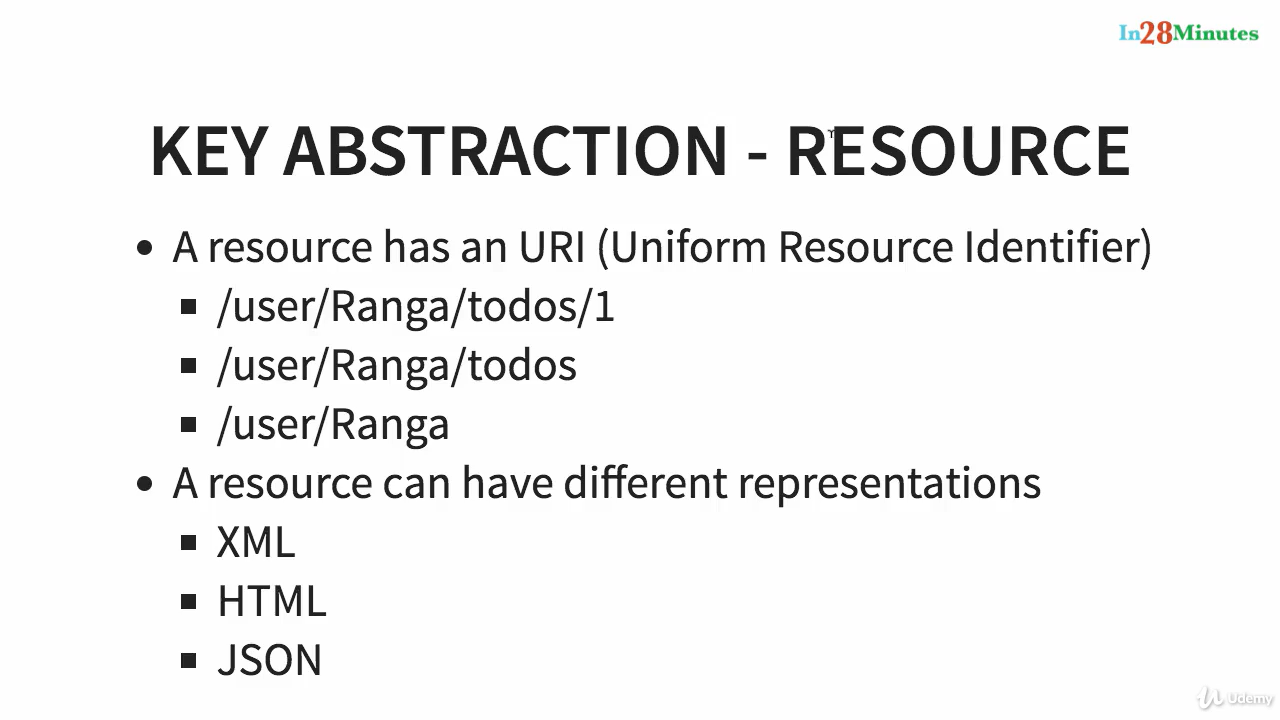 In28Minutes
KEY ABSTRACTION - RESOURCE
• A resource has an URI (Uniform Resource Identifier)
▪ /user/Ranga/todos/1
▪ /user/Ranga/todos
▪ /user/Ranga
• A resource can have different representations
▪ XML
▪ HTML
▪ JSON
Udemy